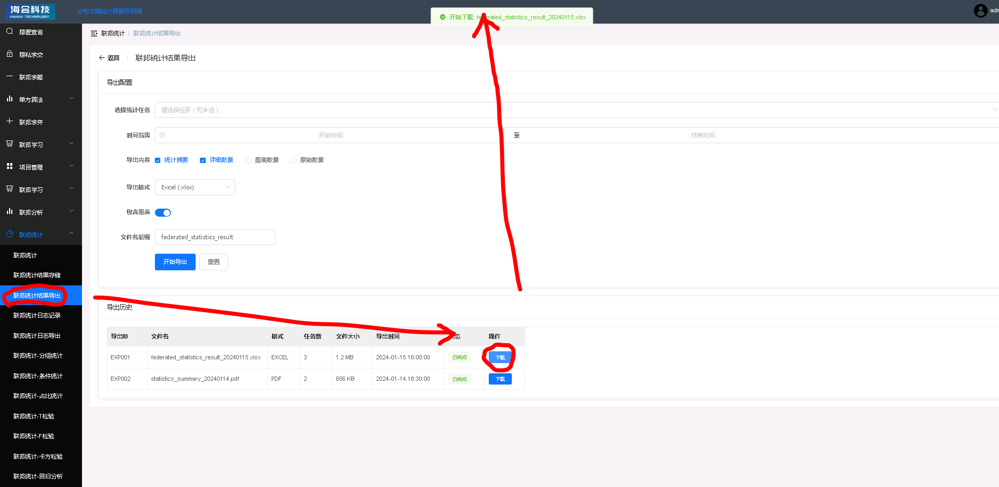 海会科技
HAIHUI TECHNOLOGY
分布式隐私计算服务网络
开始下载: federated_statistics_result_20240115.xlsx
隐匿查询
隐私求交
联邦求差
单方算法
联邦求并
联邦学习
项目管理
联邦学习
联邦分析
联邦统计
联邦统计
联邦统计结果存储
联邦统计结果导出
联邦统计日志记录
联邦统计日志导出
联邦统计-分组统计
联邦统计-条件统计
联邦统计-占比统计
联邦统计-T检验
联邦统计-F检验
联邦统计-卡方检验
联邦统计-回归分析
联邦统计 / 联邦统计结果导出
返回 联邦统计结果导出
导出配置
选择统计任务 请选择任务（可多选）
时间范围 开始时间 至 结束时间
导出内容 统计摘要 详细数据 图表数据 原始数据
导出格式 Excel (.xlsx)
包含图表
文件名前缀 federated_statistics_result
开始导出 重置
导出历史
导出ID 文件名 格式 任务数 文件大小 导出时间 态 操作
EXP001 federated_statistics_result_20240115.xlsx EXCEL 3 1.2 MB 2024-01-15 16:00:00 已完成 下载
EXP002 statistics_summary_20240114.pdf PDF 2 856 KB 2024-01-14 18:30:00 已完成 下载